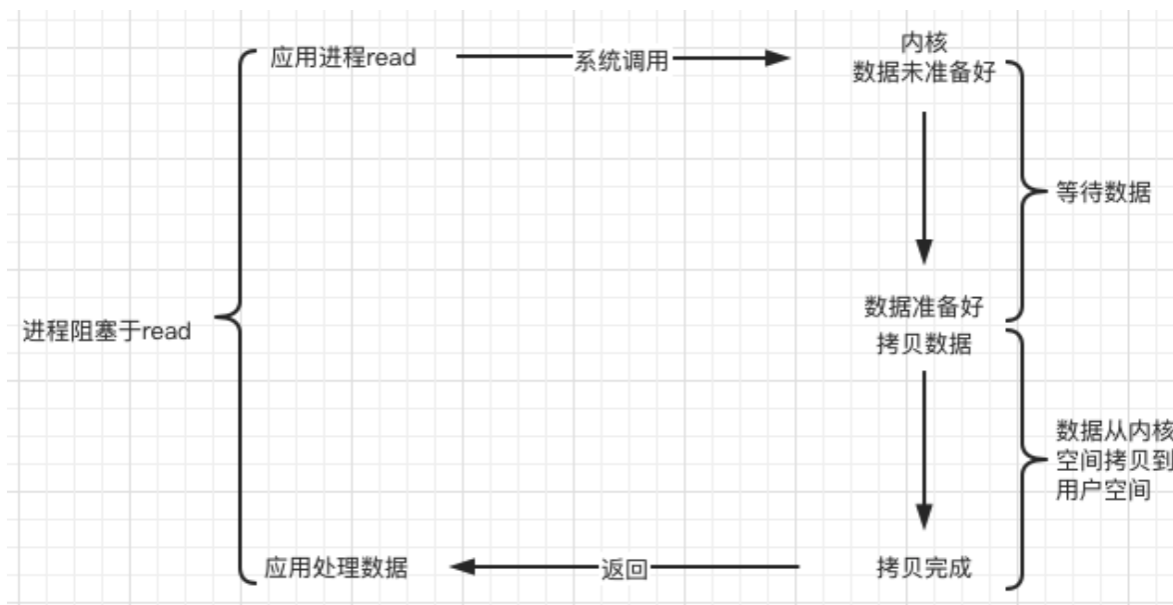 应用进程read
系统调用
内核
数据未准备好
等待数据
数据准备好
进程阻塞于read
拷贝数据
数据从内核
空间拷贝到
用户空间
应用处理数据
返回
拷贝完成